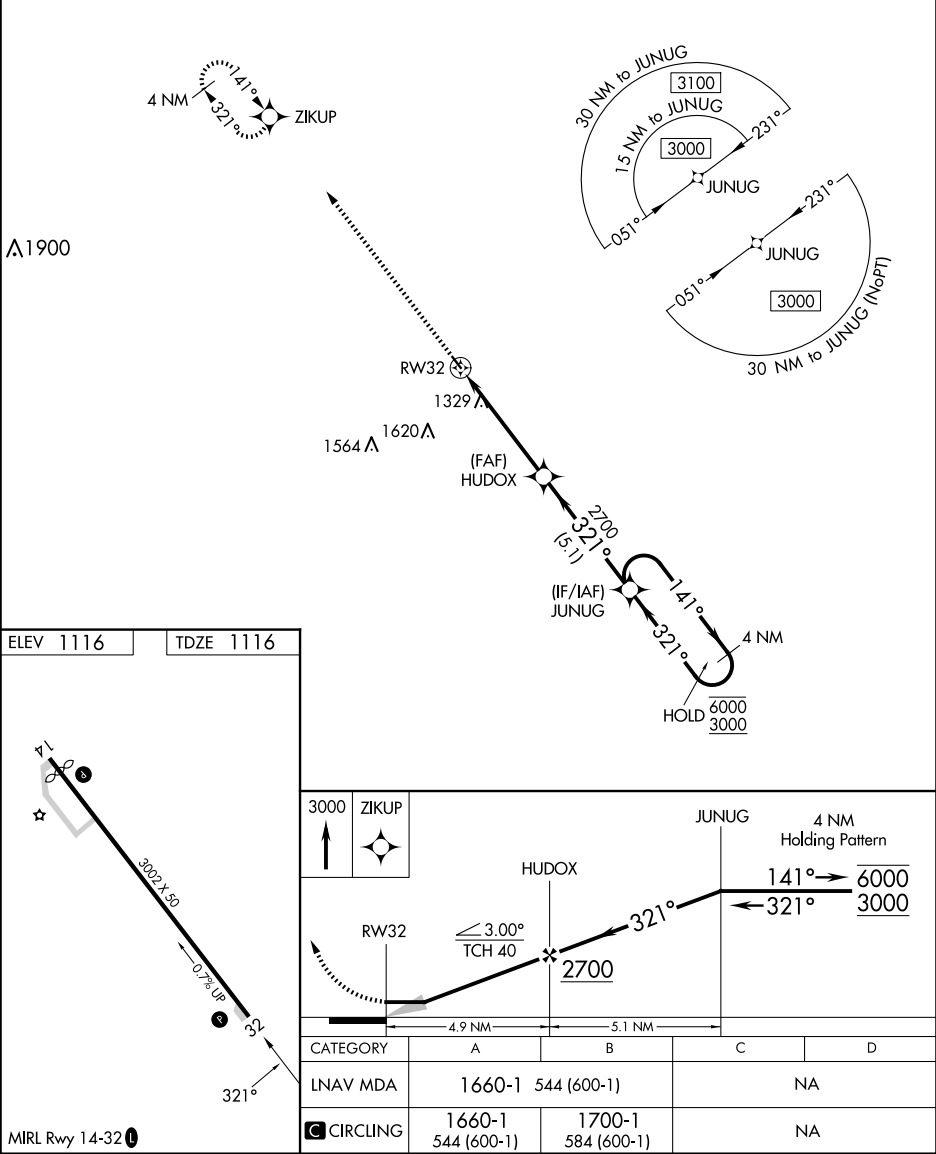 4 NM
141°
321°
ZIKUP
30 NM to JUNUG
3100
15 NM to JUNUG
3000
231°
JUNUG
051°
231°
JUNUG
051°
3000
30 NM to JUNUG (NoPT)
1900
RW32
1329
1620
1564
(FAF)
HUDOX
2700
321°
(5.1)
(IF/IAF)
JUNUG
141°
321°
4 NM
HOLD
6000
3000
ELEV 1116
TDZE 1116
14
P
3002 X 50
0.7% UP
P
32
321°
MIRL Rwy 14-32 L
3000
ZIKUP
JUNUG
4 NM
Holding Pattern
HUDOX
141°
6000
321°
3000
321°
RW32
3.00°
TCH 40
2700
4.9 NM
5.1 NM
CATEGORY A B C D
LNAV MDA 1660-1 544 (600-1) NA
C CIRCLING 1660-1 1700-1 NA
544 (600-1) 584 (600-1)